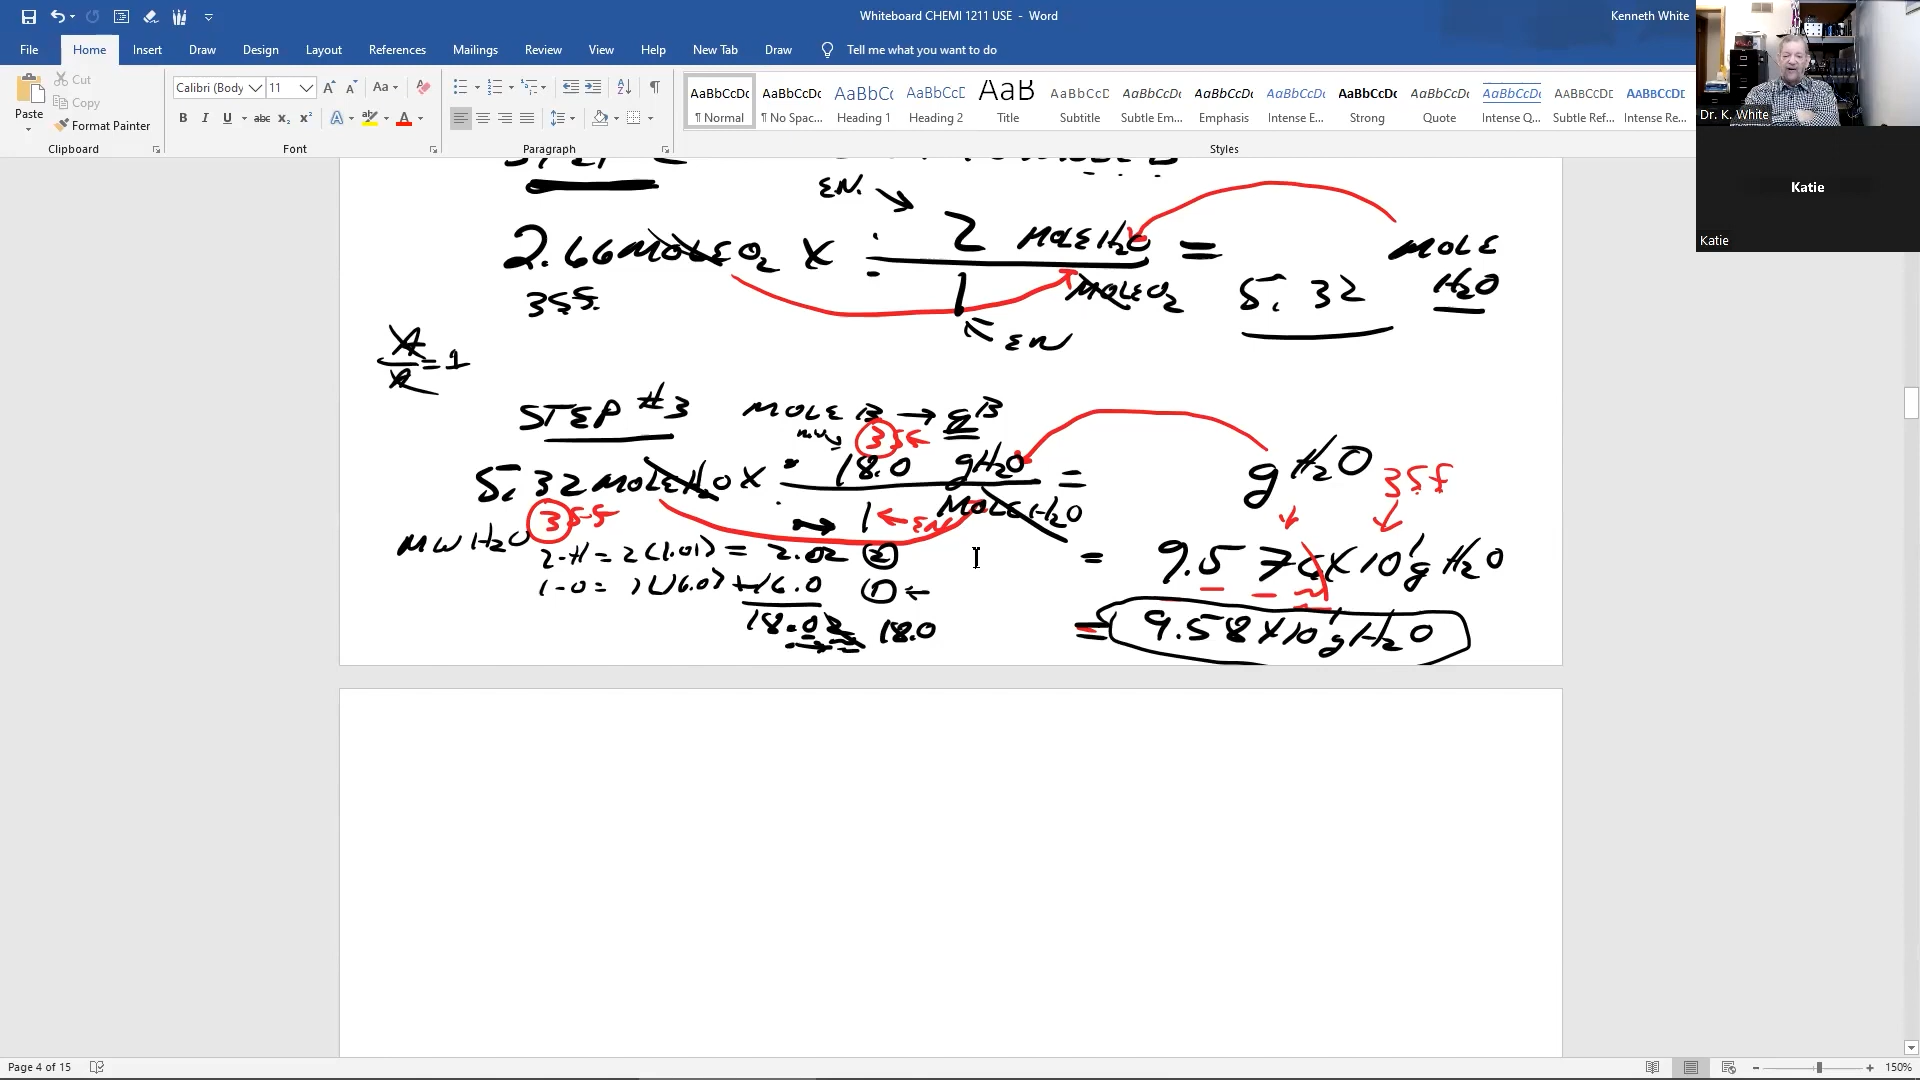 Whiteboard CHEMI 1211 USE - Word
Kenneth White
File Home Insert Draw Design Layout References Mailings Review View Help New Tab Draw Tell me what you want to do
Paste
Cut
Copy
Format Painter
Clipboard
Calibri (Body 11
Font
Paragraph
AaBbCcDc AaBbCcDc AaBbCc AaBbCcD AaB AaBbCcD AaBbCcDc AaBbCcDc AaBbCcDc AaBbCcDc AaBbCcDc AaBbCcDc AABBCCDE AABBCCDE
¶ Normal ¶ No Spac... Heading 1 Heading 2 Title Subtitle Subtle Em... Emphasis Intense E... Strong Quote Intense Q... Subtle Ref... Intense Re...
Styles
Dr. K. White
Katie
Katie
E.N.
2.66 MOLE O2 X 2 MOLE H2O / 1 MOLE O2 = 5.32 MOLE H2O
3SF
EN
= 1
STEP #3 MOLE B → g B
MW 3SF
5.32 MOLE H2O X 18.0 g H2O / 1 MOLE H2O = g H2O 3SF
3SF EN
MW H2O
2-H = 2(1.01) = 2.02 ②
1-O = 1(16.0) +16.0 ①
18.02 18.0
= 9.576 X 10^1 g H2O
= 9.58 X 10^1 g H2O
Page 4 of 15
150%